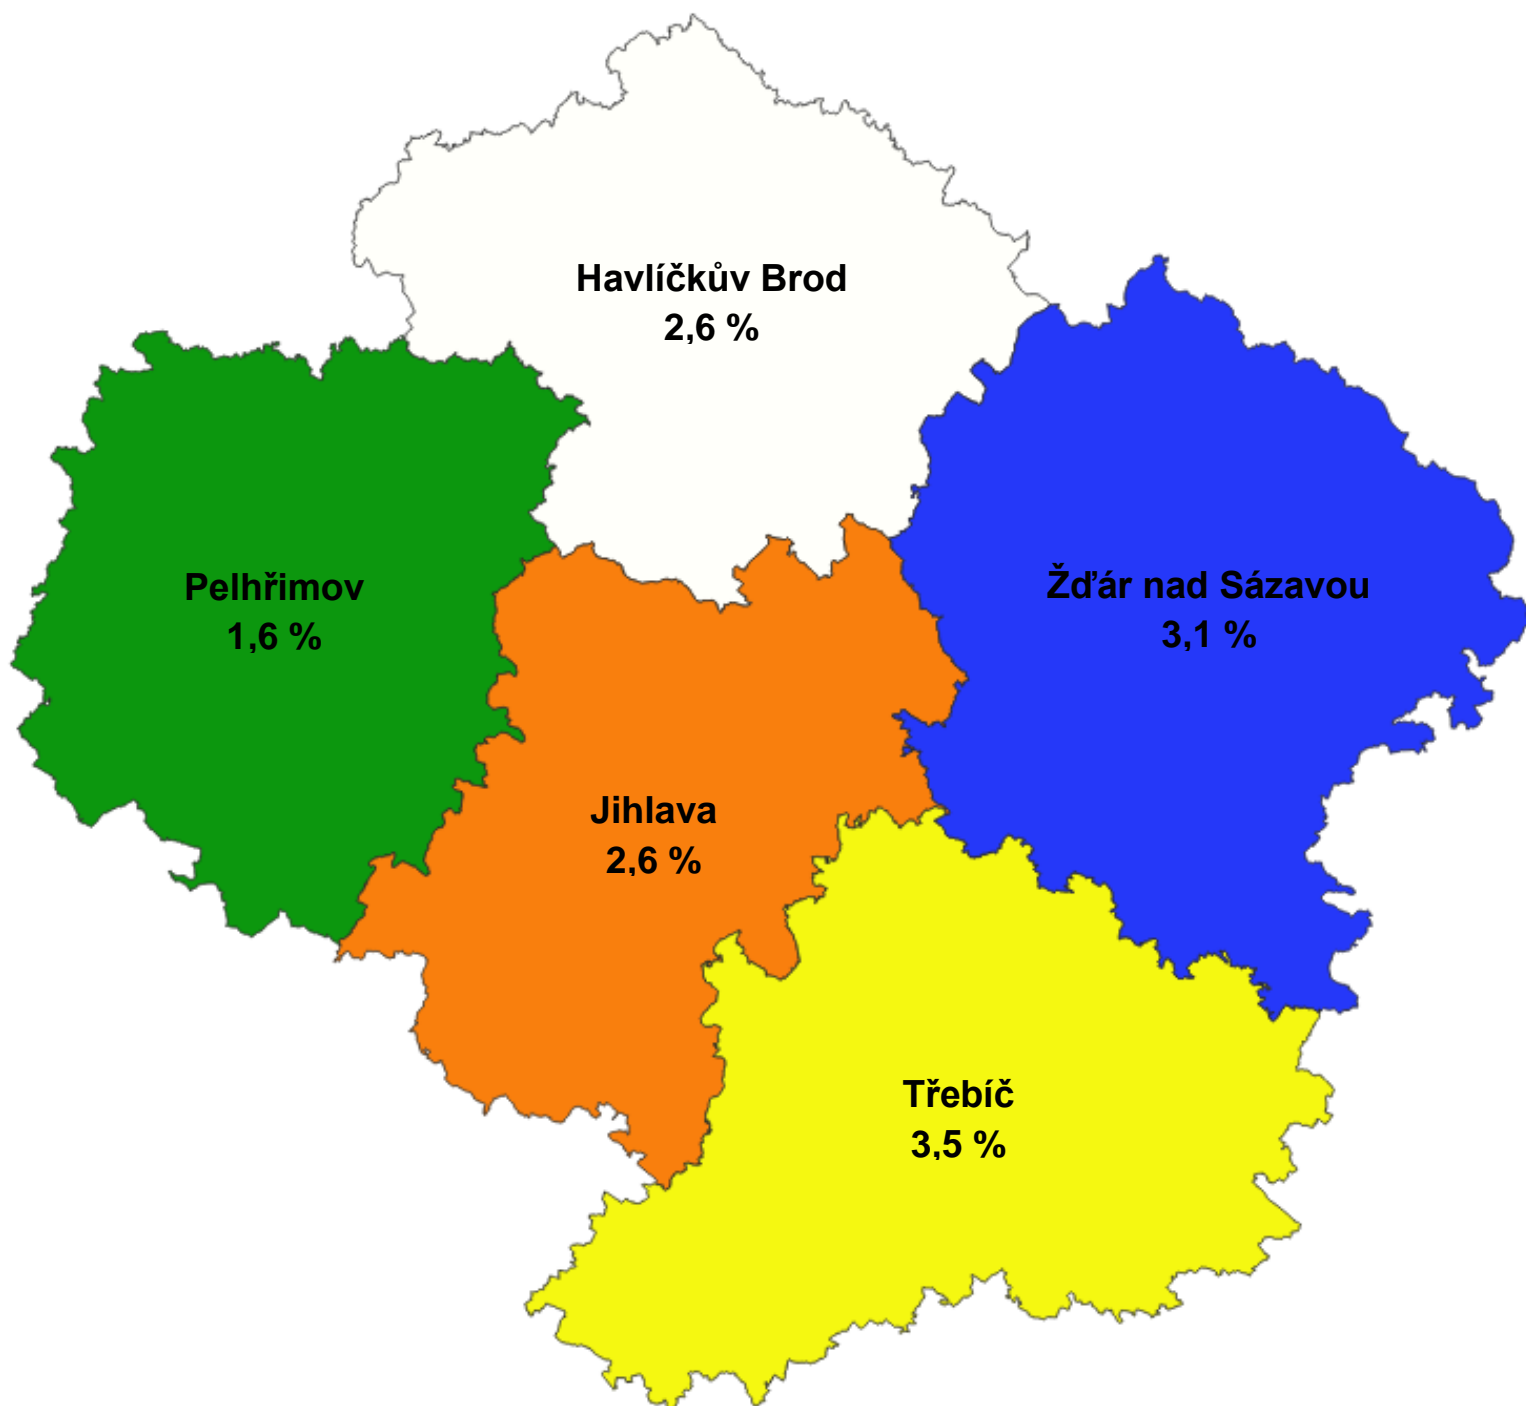 Havlíčkův Brod
2,6 %
Pelhřimov
1,6 %
Žďár nad Sázavou
3,1 %
Jihlava
2,6 %
Třebíč
3,5 %